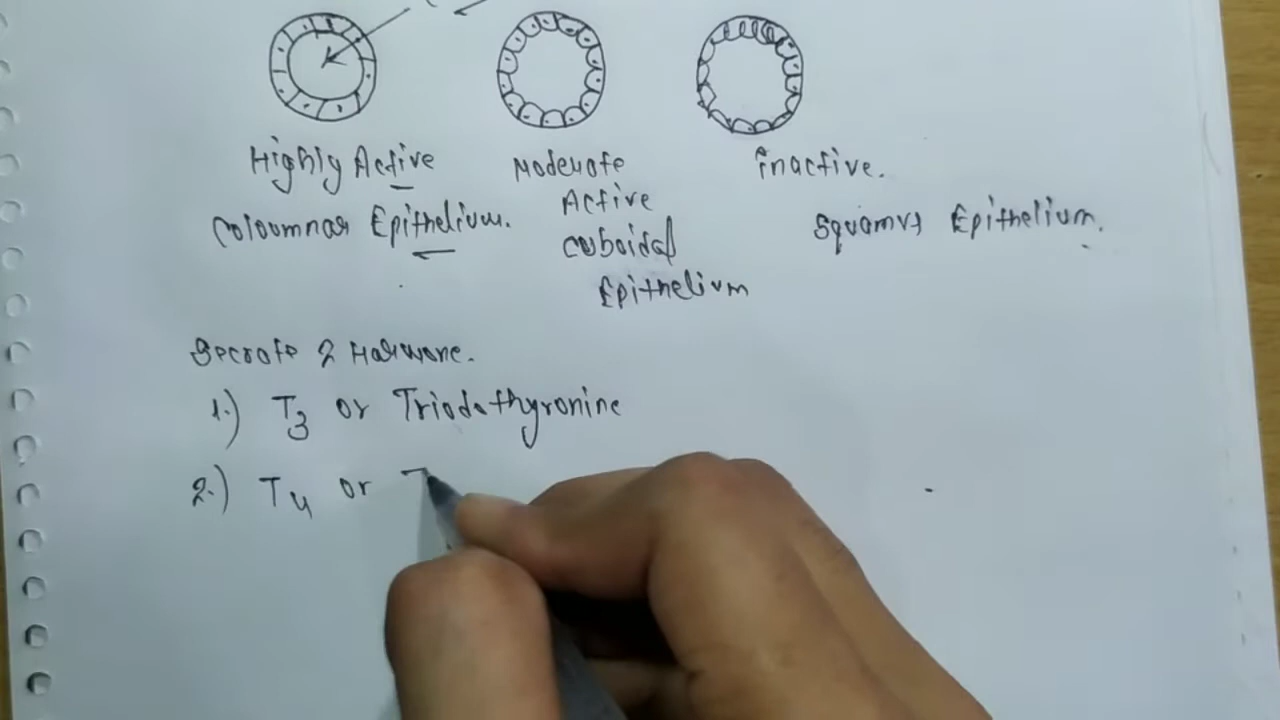 Highly Active
Moderate
inactive.
Active
Coloumnar Epithelium.
Squamus Epithelium.
cuboidal
Epithelium
Secrate 2 Harmone.
1.) T3 or Triodothyronine
2.) T4 or T